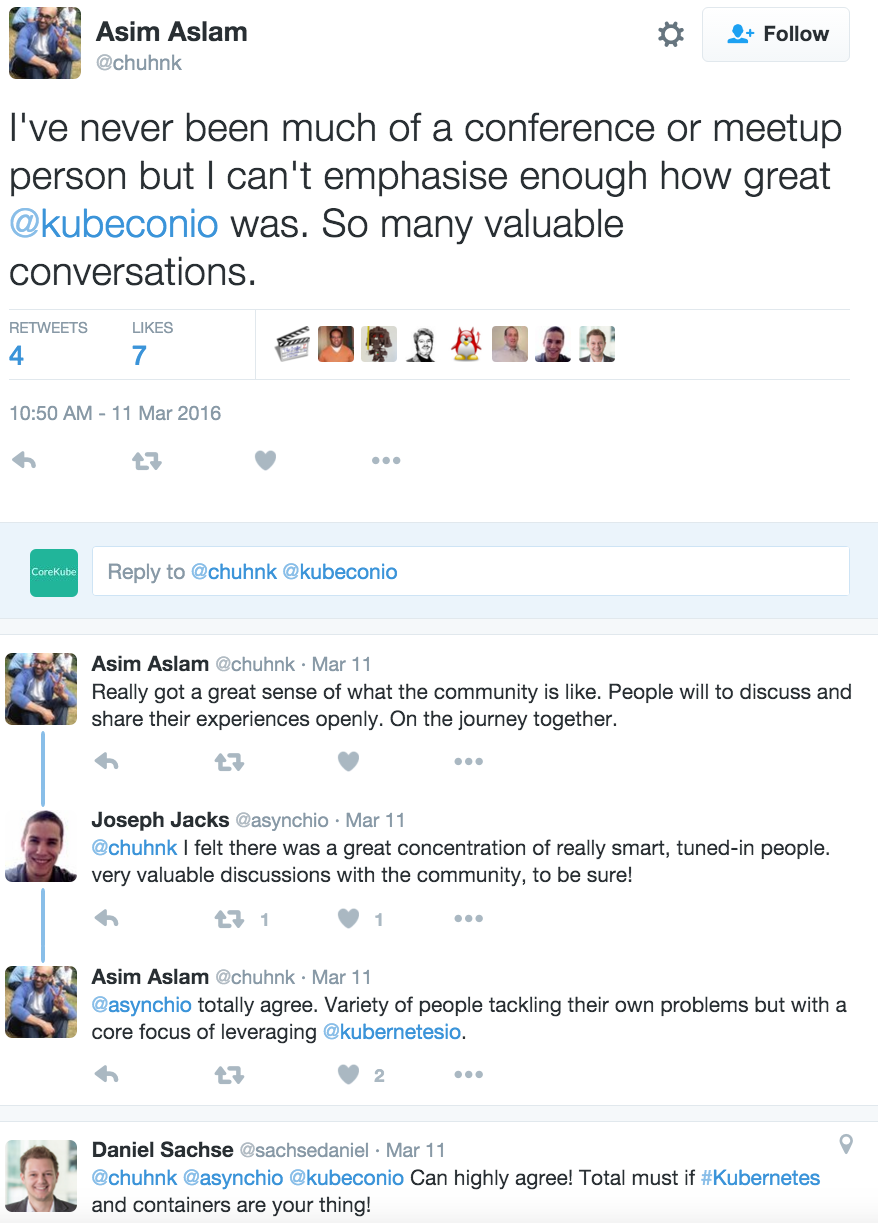 Asim Aslam
@chuhnk
Follow
I've never been much of a conference or meetup
person but I can't emphasise enough how great
@kubeconio was. So many valuable
conversations.
RETWEETS
4
LIKES
7
10:50 AM - 11 Mar 2016
CoreKube
Reply to @chuhnk @kubeconio
Asim Aslam @chuhnk · Mar 11
Really got a great sense of what the community is like. People will to discuss and
share their experiences openly. On the journey together.
Joseph Jacks @asynchio · Mar 11
@chuhnk I felt there was a great concentration of really smart, tuned-in people.
very valuable discussions with the community, to be sure!
1 1
Asim Aslam @chuhnk · Mar 11
@asynchio totally agree. Variety of people tackling their own problems but with a
core focus of leveraging @kubernetesio.
2
Daniel Sachse @sachsedaniel · Mar 11
@chuhnk @asynchio @kubeconio Can highly agree! Total must if #Kubernetes
and containers are your thing!